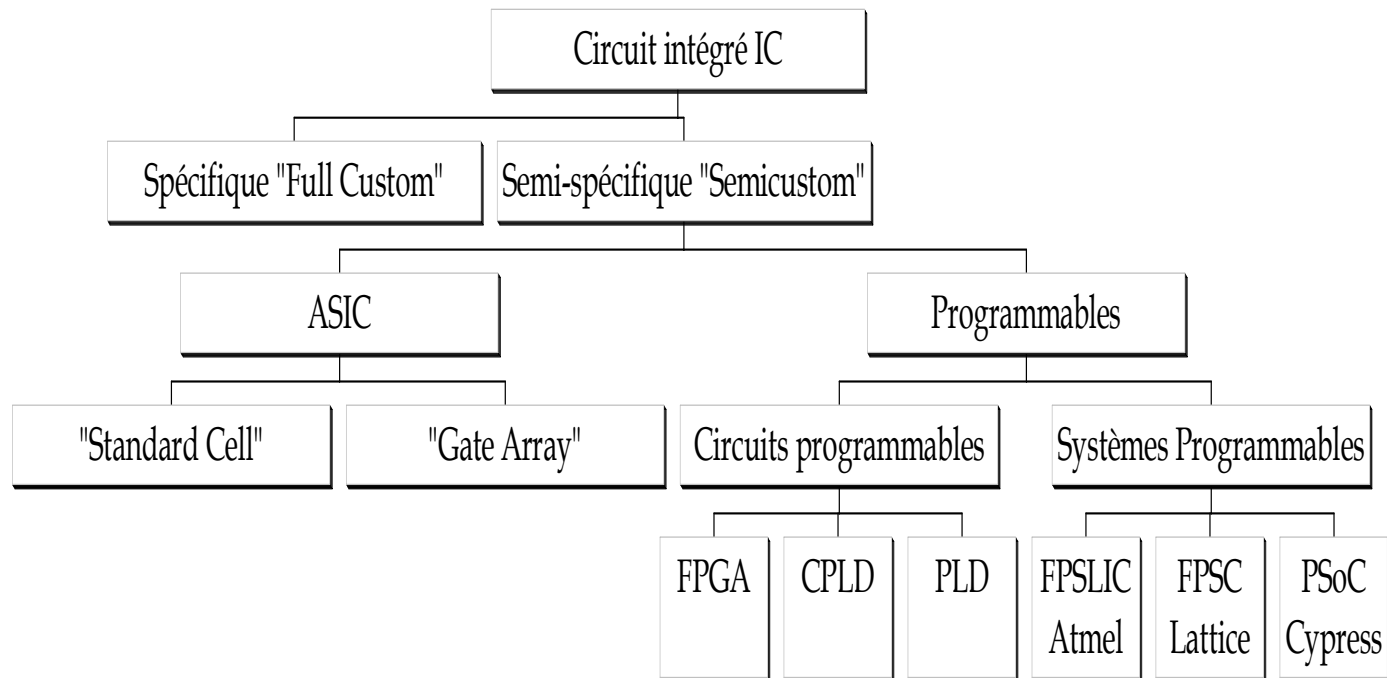 Circuit intégré IC
Spécifique "Full Custom"
Semi-spécifique "Semicustom"
ASIC
Programmables
"Standard Cell"
"Gate Array"
Circuits programmables
Systèmes Programmables
FPGA
CPLD
PLD
FPSLIC
Atmel
FPSC
Lattice
PSoC
Cypress